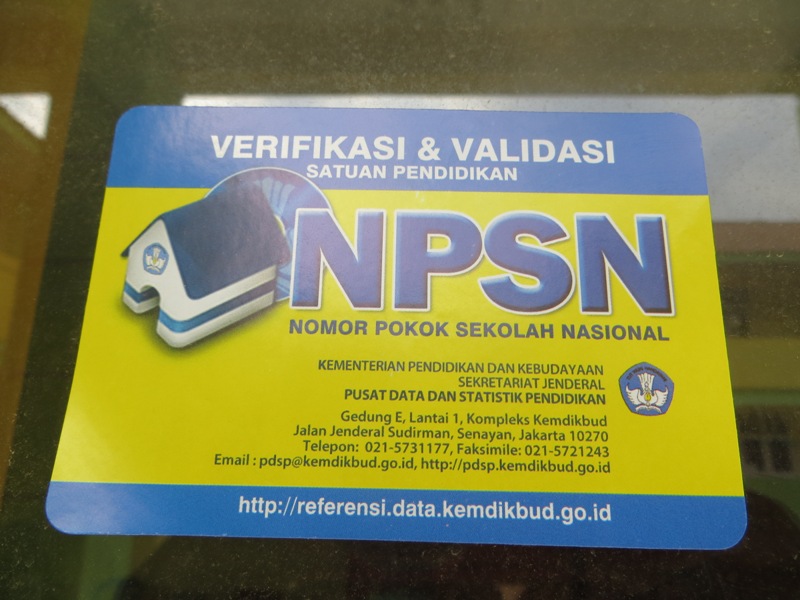 VERIFIKASI & VALIDASI
SATUAN PENDIDIKAN
NPSN
NOMOR POKOK SEKOLAH NASIONAL
KEMENTERIAN PENDIDIKAN DAN KEBUDAYAAN
SEKRETARIAT JENDERAL
PUSAT DATA DAN STATISTIK PENDIDIKAN
Gedung E, Lantai 1, Kompleks Kemdikbud
Jalan Jenderal Sudirman, Senayan, Jakarta 10270
Telepon: 021-5731177, Faksimile: 021-5721243
Email : pdsp@kemdikbud.go.id, http://pdsp.kemdikbud.go.id
http://referensi.data.kemdikbud.go.id